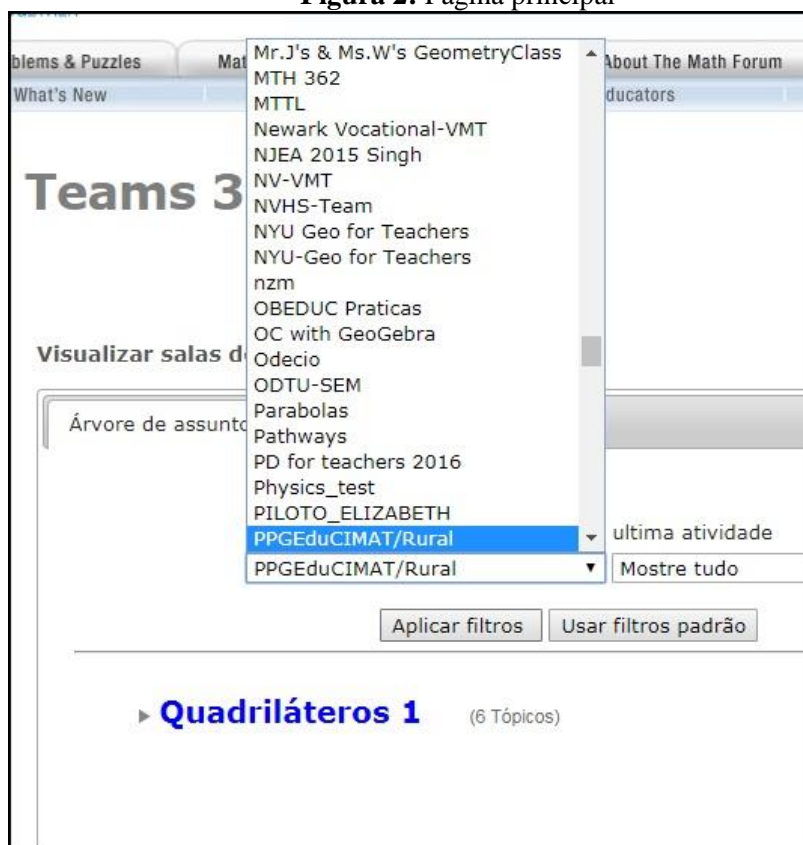 Figura 2: Página principal
blems & Puzzles
Mat
About The Math Forum
What's New
ducators
Mr.J's & Ms.W's GeometryClass
MTH 362
MTTL
Newark Vocational-VMT
NJEA 2015 Singh
NV-VMT
NVHS-Team
NYU Geo for Teachers
NYU-Geo for Teachers
nzm
OBEDUC Praticas
OC with GeoGebra
Odecio
ODTU-SEM
Parabolas
Pathways
PD for teachers 2016
Physics_test
PILOTO_ELIZABETH
PPGEduCIMAT/Rural
Teams 3
Visualizar salas d
Árvore de assunto
ultima atividade
PPGEduCIMAT/Rural
Mostre tudo
Aplicar filtros
Usar filtros padrão
Quadriláteros 1 (6 Tópicos)